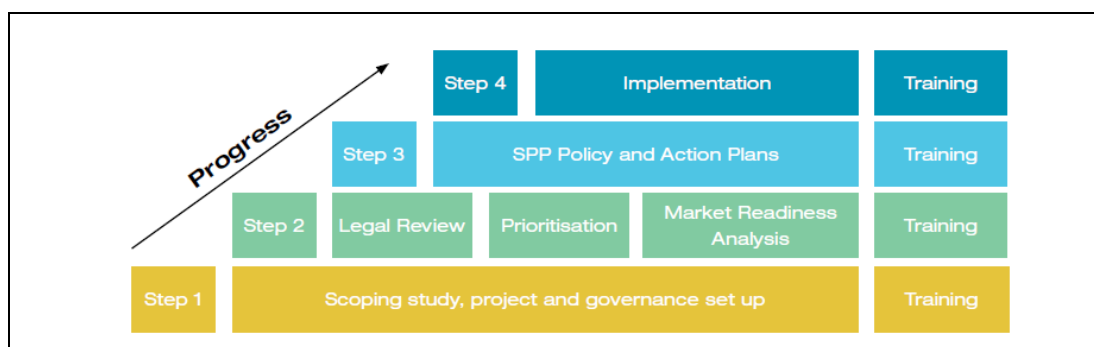 Step 4 Implementation Training
Progress
Step 3 SPP Policy and Action Plans Training
Step 2 Legal Review Prioritisation Market Readiness
Analysis Training
Step 1 Scoping study, project and governance set up Training